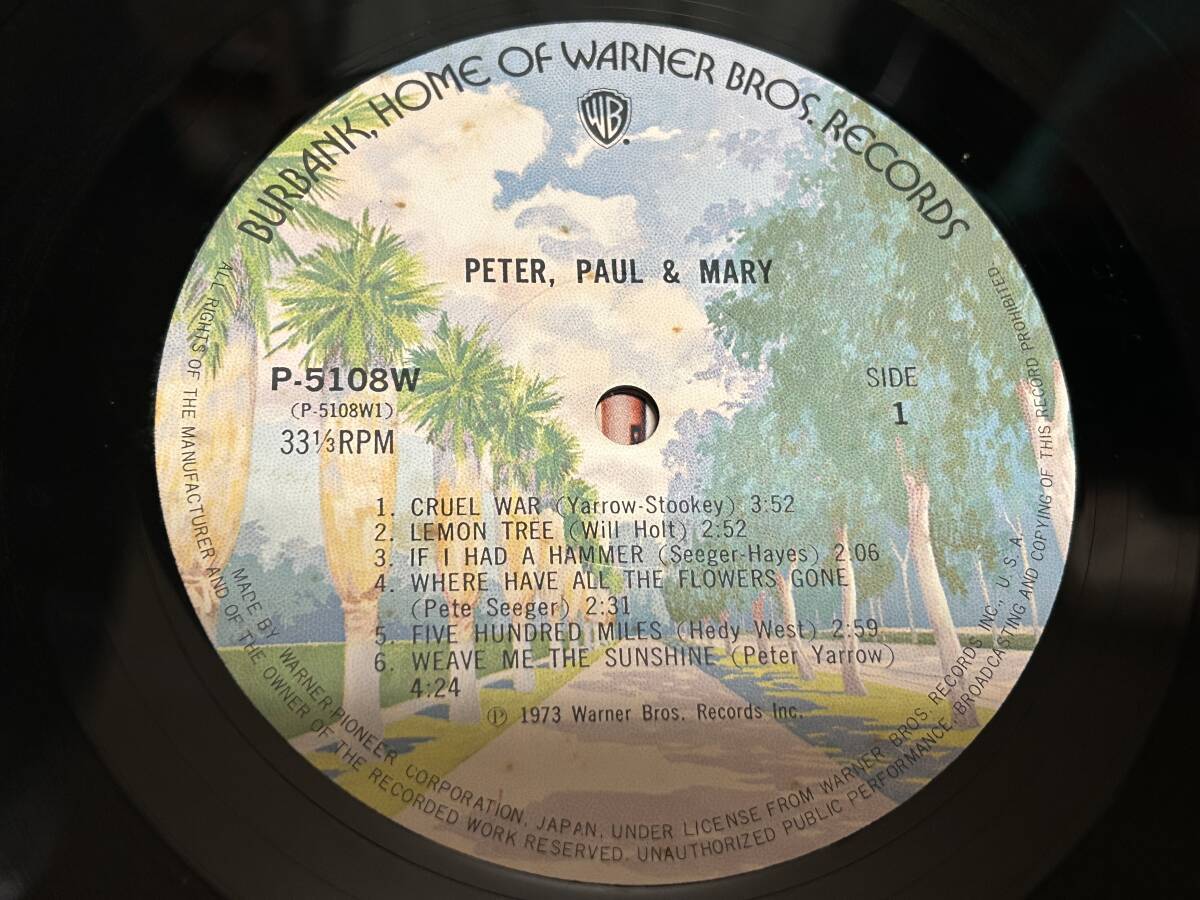 BURBANK, HOME OF WARNER BROS. RECORDS
WB
PETER, PAUL & MARY
P-5108W
(P-5108W1)
33⅓RPM
SIDE
1
1. CRUEL WAR (Yarrow-Stookey) 3:52
2. LEMON TREE (Will Holt) 2:52
3. IF I HAD A HAMMER (Seeger-Hayes) 2:06
4. WHERE HAVE ALL THE FLOWERS GONE
(Pete Seeger) 2:31
5. FIVE HUNDRED MILES (Hedy West) 2:59
6. WEAVE ME THE SUNSHINE (Peter Yarrow)
4:24
Ⓟ 1973 Warner Bros. Records Inc.
MADE BY WARNER-PIONEER CORPORATION, JAPAN, UNDER LICENSE FROM WARNER BROS. RECORDS INC., U.S.A.
ALL RIGHTS OF THE MANUFACTURER AND OF THE OWNER OF THE RECORDED WORK RESERVED. UNAUTHORIZED PUBLIC PERFORMANCE, BROADCASTING AND COPYING OF THIS RECORD PROHIBITED